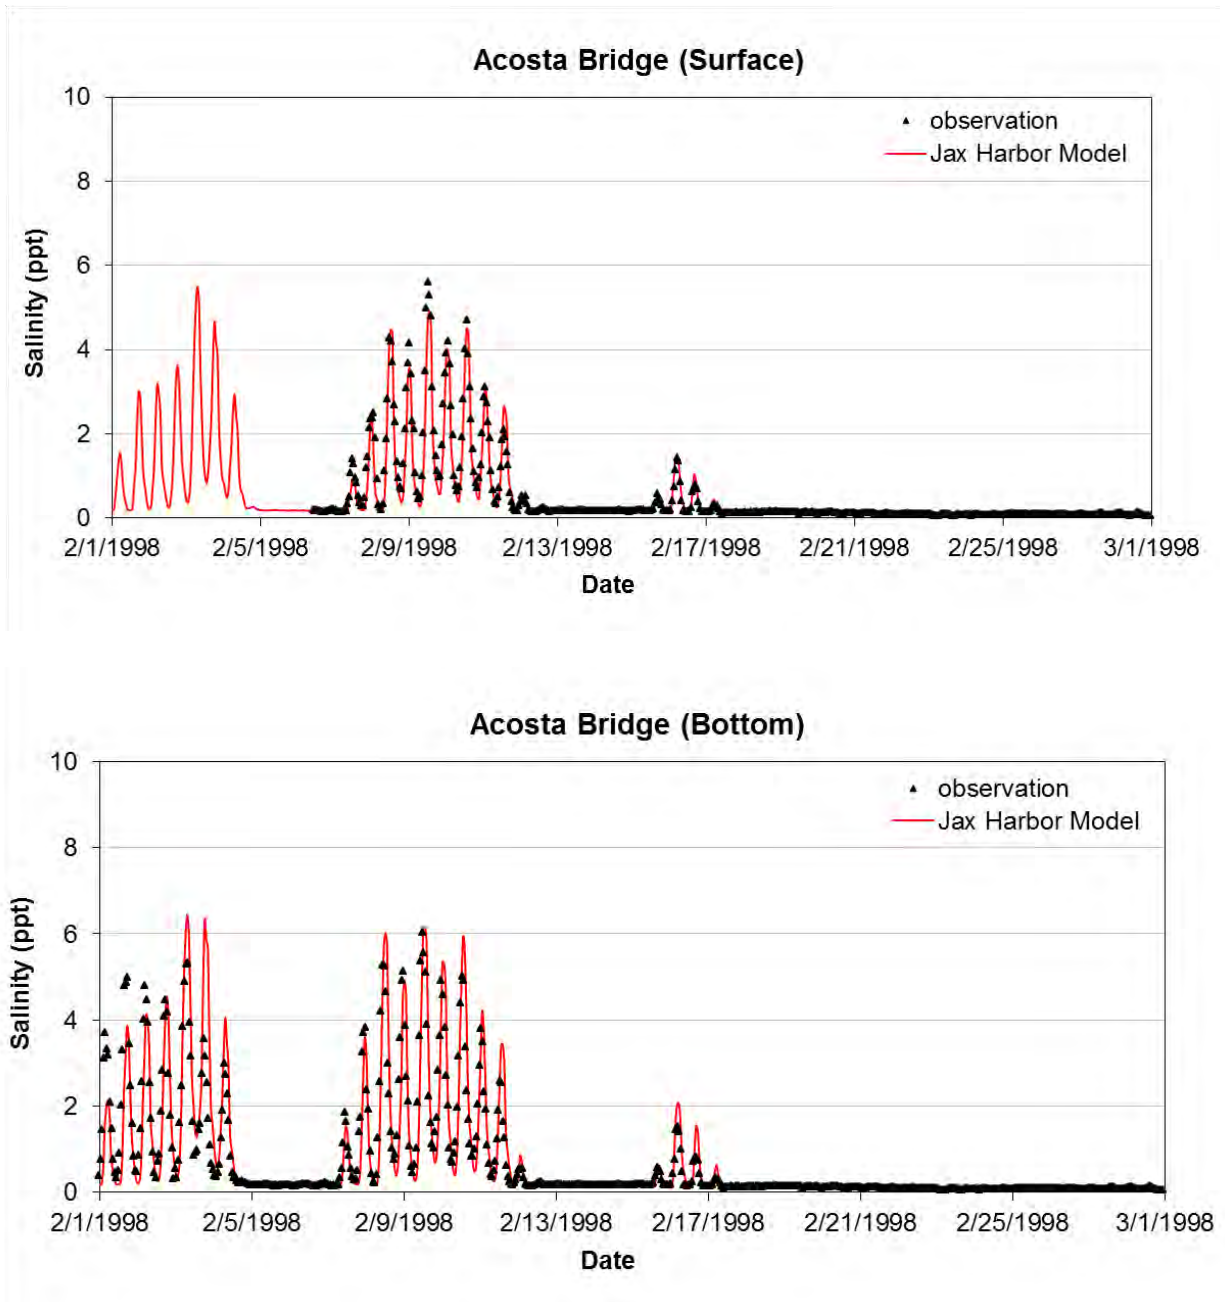 Acosta Bridge (Surface)
10
8
6
4
2
0
Salinity (ppt)
observation
Jax Harbor Model
2/1/1998 2/5/1998 2/9/1998 2/13/1998 2/17/1998 2/21/1998 2/25/1998 3/1/1998
Date
Acosta Bridge (Bottom)
10
8
6
4
2
0
Salinity (ppt)
observation
Jax Harbor Model
2/1/1998 2/5/1998 2/9/1998 2/13/1998 2/17/1998 2/21/1998 2/25/1998 3/1/1998
Date